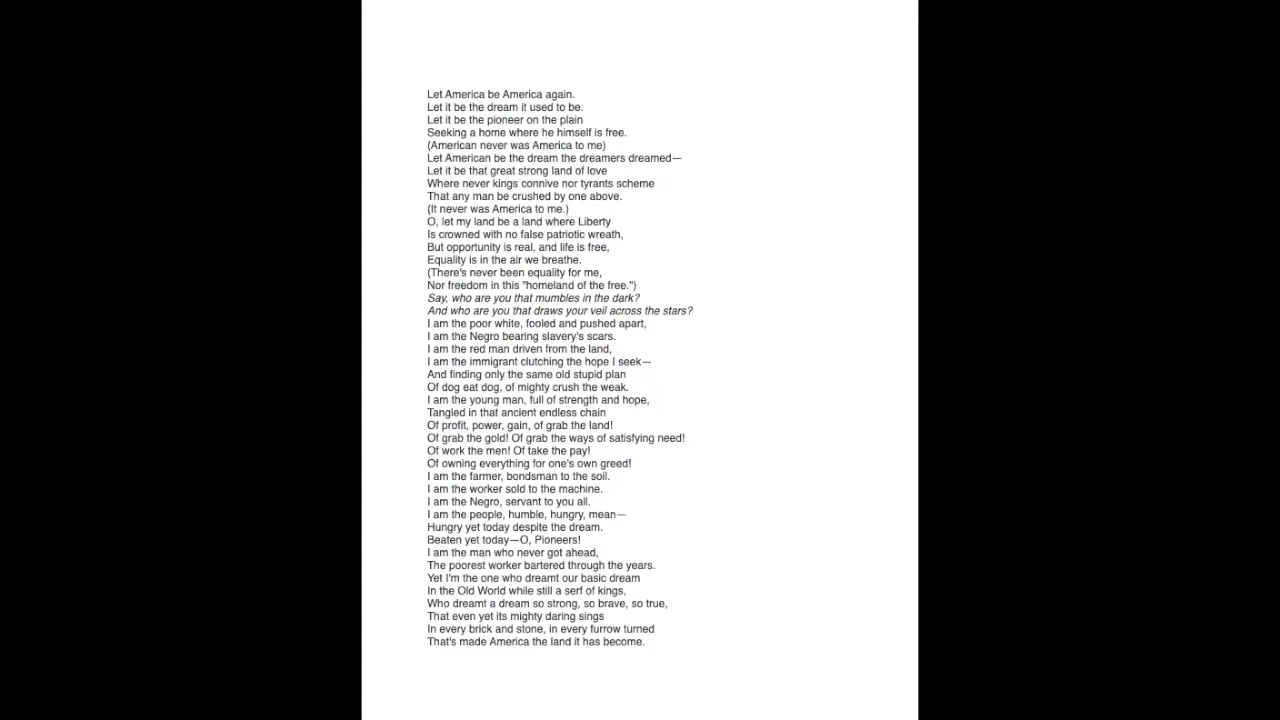 Let America be America again.
Let it be the dream it used to be.
Let it be the pioneer on the plain
Seeking a home where he himself is free.
(American never was America to me)
Let American be the dream the dreamers dreamed—
Let it be that great strong land of love
Where never kings connive nor tyrants scheme
That any man be crushed by one above.
(It never was America to me.)
O, let my land be a land where Liberty
Is crowned with no false patriotic wreath,
But opportunity is real, and life is free,
Equality is in the air we breathe.
(There's never been equality for me,
Nor freedom in this "homeland of the free.")
Say, who are you that mumbles in the dark?
And who are you that draws your veil across the stars?
I am the poor white, fooled and pushed apart,
I am the Negro bearing slavery's scars.
I am the red man driven from the land,
I am the immigrant clutching the hope I seek—
And finding only the same old stupid plan
Of dog eat dog, of mighty crush the weak.
I am the young man, full of strength and hope,
Tangled in that ancient endless chain
Of profit, power, gain, of grab the land!
Of grab the gold! Of grab the ways of satisfying need!
Of work the men! Of take the pay!
Of owning everything for one's own greed!
I am the farmer, bondsman to the soil.
I am the worker sold to the machine.
I am the Negro, servant to you all.
I am the people, humble, hungry, mean—
Hungry yet today despite the dream.
Beaten yet today—O, Pioneers!
I am the man who never got ahead,
The poorest worker bartered through the years.
Yet I'm the one who dreamt our basic dream
In the Old World while still a serf of kings,
Who dreamt a dream so strong, so brave, so true,
That even yet its mighty daring sings
In every brick and stone, in every furrow turned
That's made America the land it has become.